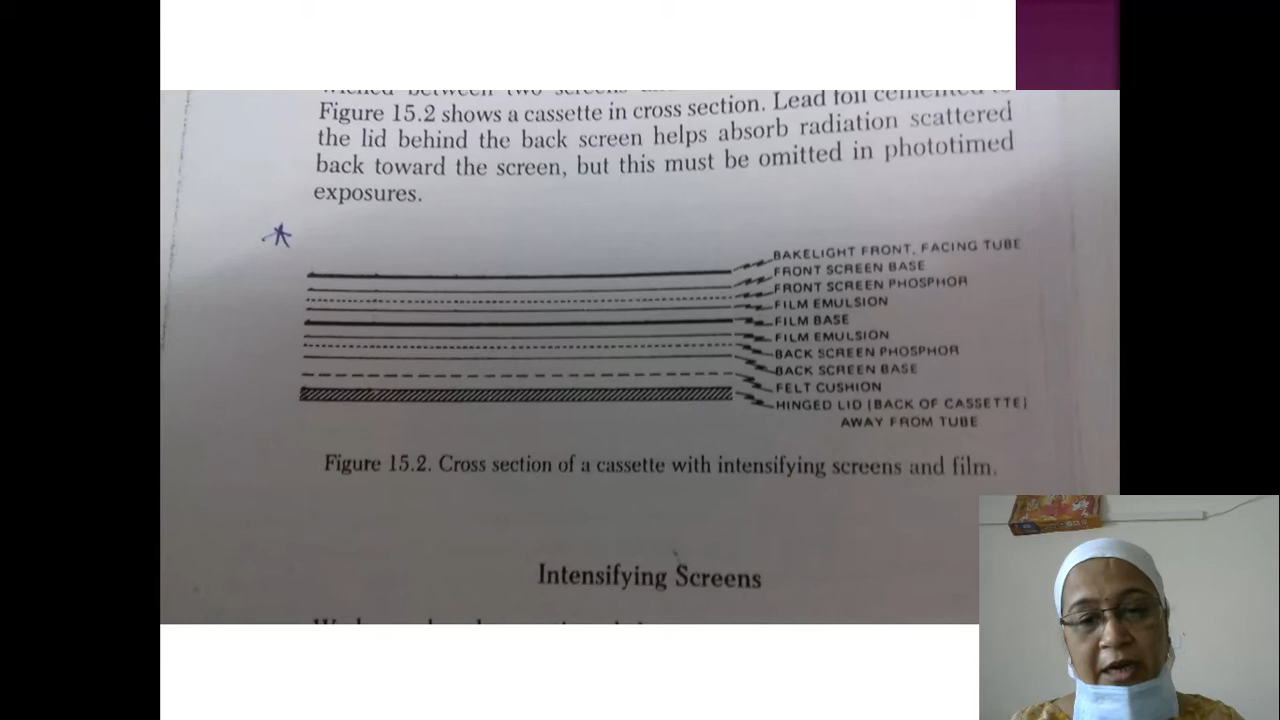 between two screens
Figure 15.2 shows a cassette in cross section. Lead foil cemented to
the lid behind the back screen helps absorb radiation scattered
back toward the screen, but this must be omitted in phototimed
exposures.
BAKELIGHT FRONT, FACING TUBE
FRONT SCREEN BASE
FRONT SCREEN PHOSPHOR
FILM EMULSION
FILM BASE
FILM EMULSION
BACK SCREEN PHOSPHOR
BACK SCREEN BASE
FELT CUSHION
HINGED LID (BACK OF CASSETTE)
AWAY FROM TUBE
Figure 15.2. Cross section of a cassette with intensifying screens and film.
Intensifying Screens